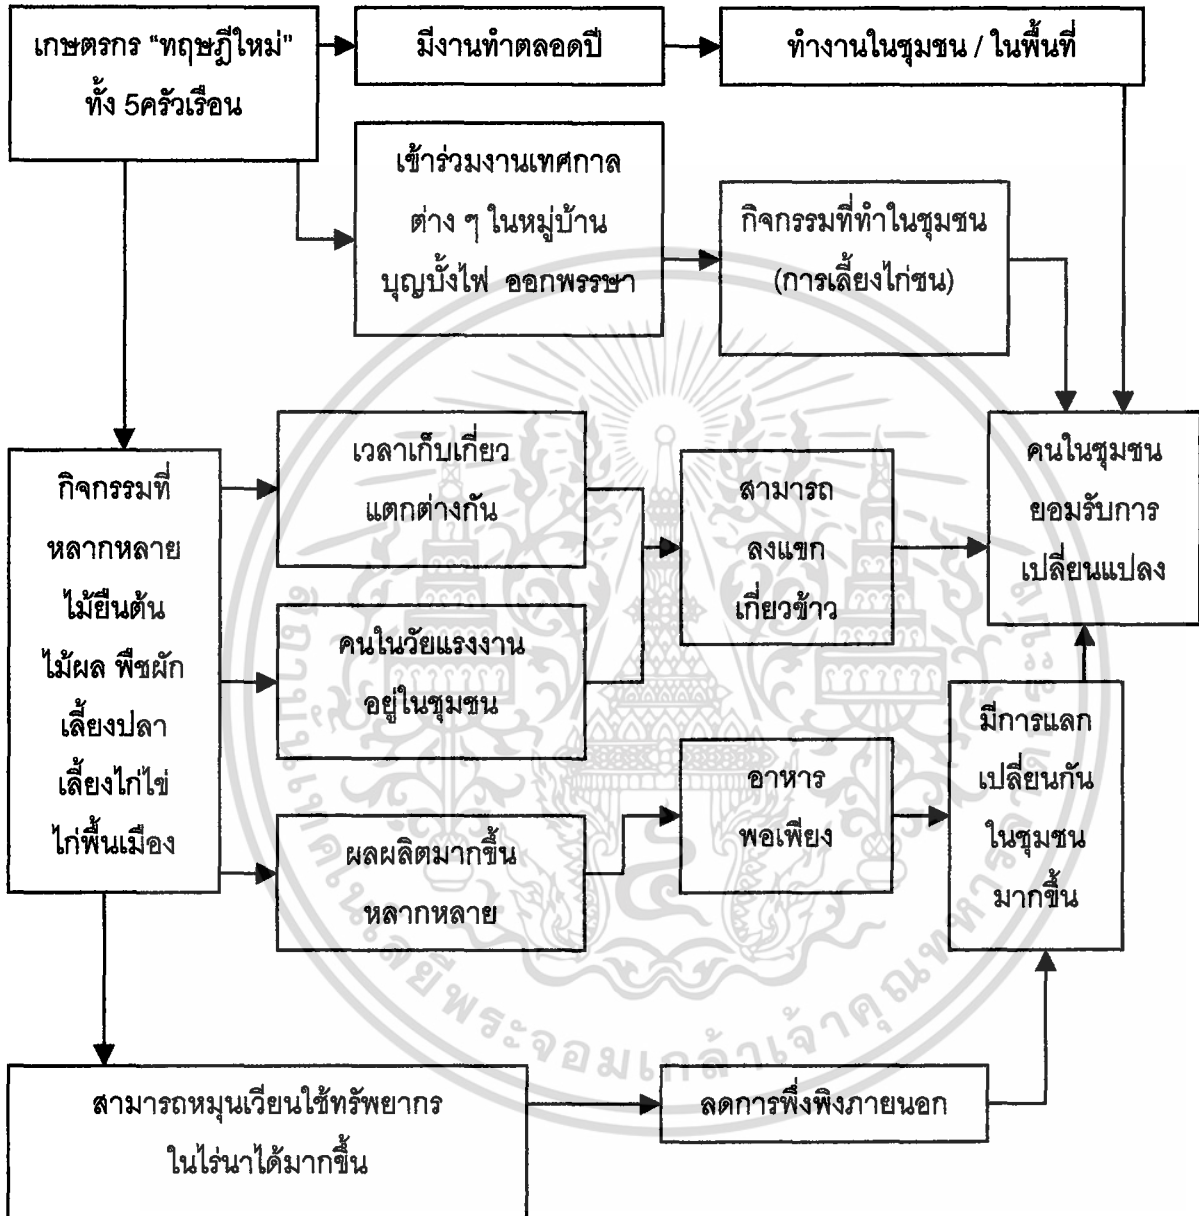 เกษตรกร “ทฤษฎีใหม่”
ทั้ง 5ครัวเรือน
มีงานทำตลอดปี
ทำงานในชุมชน / ในพื้นที่
เข้าร่วมงานเทศกาล
ต่าง ๆ ในหมู่บ้าน
บุญบั้งไฟ ออกพรรษา
กิจกรรมที่ทำในชุมชน
(การเลี้ยงไก่ชน)
กิจกรรมที่
หลากหลาย
ไม้ยืนต้น
ไม้ผล พืชผัก
เลี้ยงปลา
เลี้ยงไก่ไข่
ไก่พื้นเมือง
เวลาเก็บเกี่ยว
แตกต่างกัน
คนในวัยแรงงาน
อยู่ในชุมชน
ผลผลิตมากขึ้น
หลากหลาย
สามารถ
ลงแขก
เกี่ยวข้าว
อาหาร
พอเพียง
คนในชุมชน
ยอมรับการ
เปลี่ยนแปลง
มีการแลก
เปลี่ยนกัน
ในชุมชน
มากขึ้น
สามารถหมุนเวียนใช้ทรัพยากร
ในไร่นาได้มากขึ้น
ลดการพึ่งพิงภายนอก